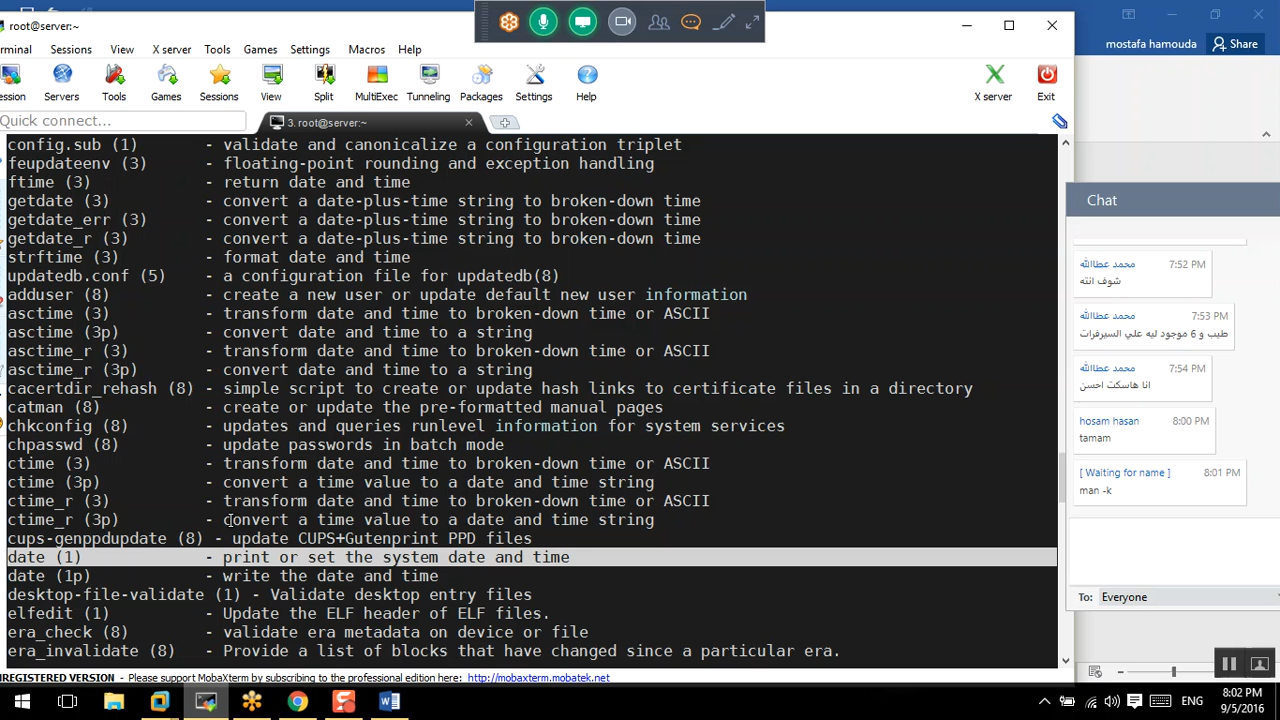 root@server:~
mostafa hamouda
Share
rminal Sessions View X server Tools Games Settings Macros Help
ession Servers Tools Games Sessions View Split MultiExec Tunneling Packages Settings Help X server Exit
Quick connect...
3. root@server:~
config.sub (1) - validate and canonicalize a configuration triplet
feupdateenv (3) - floating-point rounding and exception handling
ftime (3) - return date and time
getdate (3) - convert a date-plus-time string to broken-down time
getdate_err (3) - convert a date-plus-time string to broken-down time
getdate_r (3) - convert a date-plus-time string to broken-down time
strftime (3) - format date and time
updatedb.conf (5) - a configuration file for updatedb(8)
adduser (8) - create a new user or update default new user information
asctime (3) - transform date and time to broken-down time or ASCII
asctime (3p) - convert date and time to a string
asctime_r (3) - transform date and time to broken-down time or ASCII
asctime_r (3p) - convert date and time to a string
cacertdir_rehash (8) - simple script to create or update hash links to certificate files in a directory
catman (8) - create or update the pre-formatted manual pages
chkconfig (8) - updates and queries runlevel information for system services
chpasswd (8) - update passwords in batch mode
ctime (3) - transform date and time to broken-down time or ASCII
ctime (3p) - convert a time value to a date and time string
ctime_r (3) - transform date and time to broken-down time or ASCII
ctime_r (3p) - convert a time value to a date and time string
cups-genppdupdate (8) - update CUPS+Gutenprint PPD files
date (1) - print or set the system date and time
date (1p) - write the date and time
desktop-file-validate (1) - Validate desktop entry files
elfedit (1) - Update the ELF header of ELF files.
era_check (8) - validate era metadata on device or file
era_invalidate (8) - Provide a list of blocks that have changed since a particular era.
Chat
محمد عطاالله 7:52 PM
شوف انته
محمد عطاالله 7:53 PM
طيب و 6 موجود ليه علي السيرفرات
محمد عطاالله 7:54 PM
انا هاسكت احسن
hosam hasan 8:00 PM
tamam
[ Waiting for name ] 8:01 PM
man -k
To: Everyone
REGISTERED VERSION - Please support MobaXterm by subscribing to the professional edition here: http://mobaxterm.mobatek.net
ENG
8:02 PM
9/5/2016